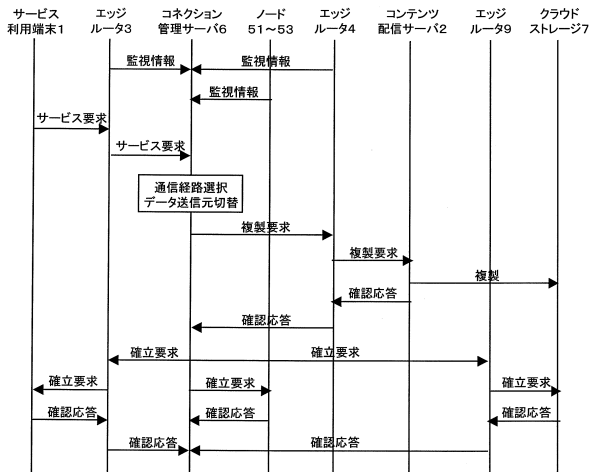 サービス
利用端末1
エッジ
ルータ3
コネクション
管理サーバ6
ノード
51~53
エッジ
ルータ4
コンテンツ
配信サーバ2
エッジ
ルータ9
クラウド
ストレージ7
監視情報
監視情報
監視情報
サービス要求
サービス要求
通信経路選択
データ送信元切替
複製要求
複製要求
複製
確認応答
確認応答
確立要求
確立要求
確立要求
確立要求
確立要求
確認応答
確認応答
確認応答
確認応答
確認応答